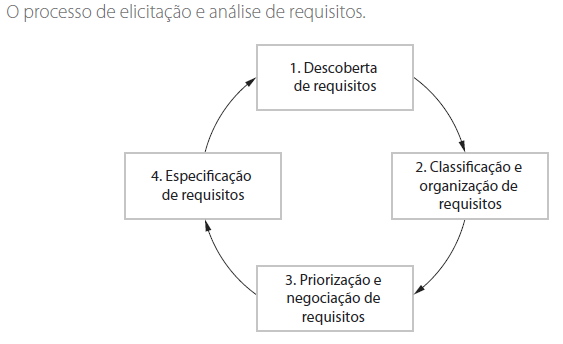 O processo de elicitação e análise de requisitos.
1. Descoberta
de requisitos
2. Classificação e
organização de
requisitos
3. Priorização e
negociação de
requisitos
4. Especificação
de requisitos